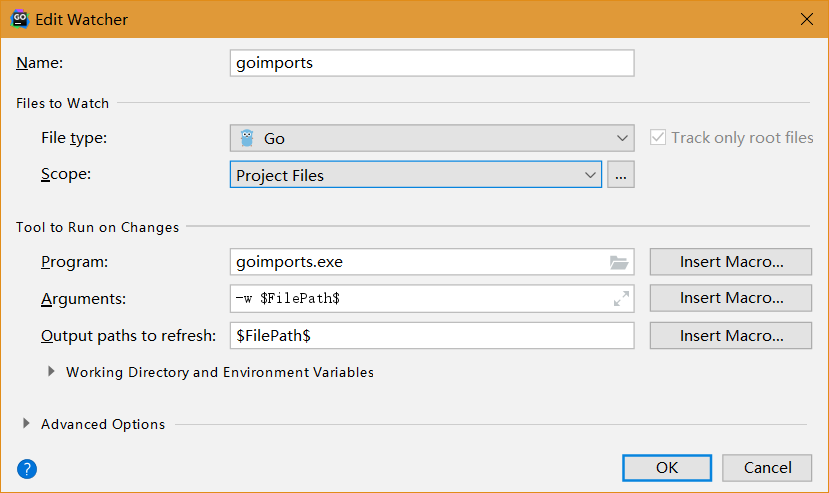 GO Edit Watcher
Name: goimports
Files to Watch
File type: Go Track only root files
Scope: Project Files ...
Tool to Run on Changes
Program: goimports.exe Insert Macro...
Arguments: -w $FilePath$ Insert Macro...
Output paths to refresh: $FilePath$ Insert Macro...
Working Directory and Environment Variables
Advanced Options
? OK Cancel